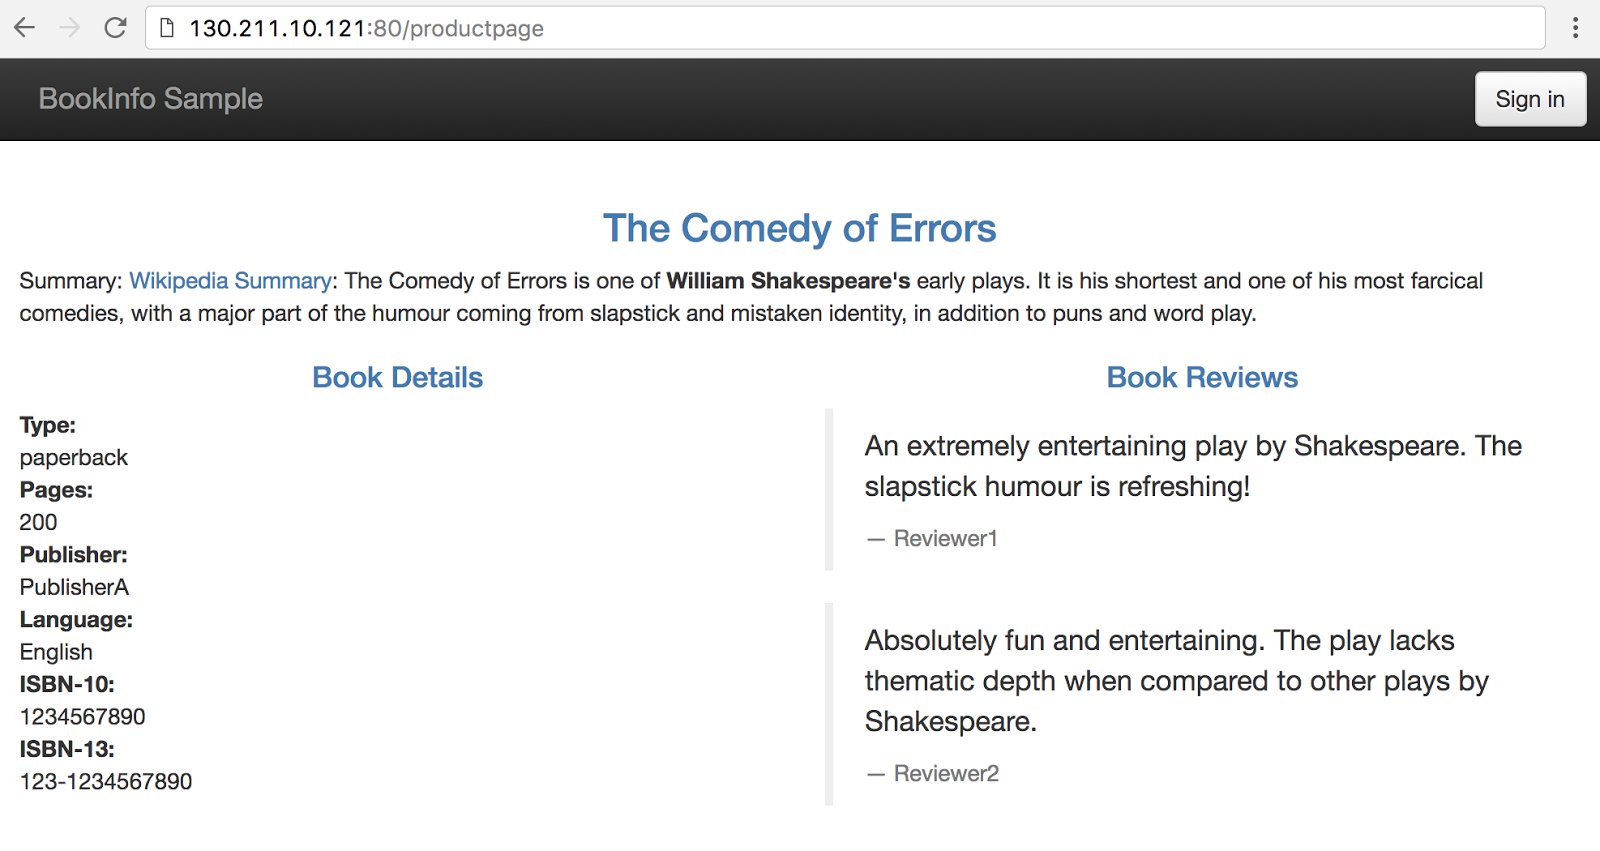 130.211.10.121:80/productpage
BookInfo Sample
Sign in
The Comedy of Errors
Summary: Wikipedia Summary: The Comedy of Errors is one of William Shakespeare's early plays. It is his shortest and one of his most farcical
comedies, with a major part of the humour coming from slapstick and mistaken identity, in addition to puns and word play.
Book Details
Type:
paperback
Pages:
200
Publisher:
PublisherA
Language:
English
ISBN-10:
1234567890
ISBN-13:
123-1234567890
Book Reviews
An extremely entertaining play by Shakespeare. The
slapstick humour is refreshing!
— Reviewer1
Absolutely fun and entertaining. The play lacks
thematic depth when compared to other plays by
Shakespeare.
— Reviewer2